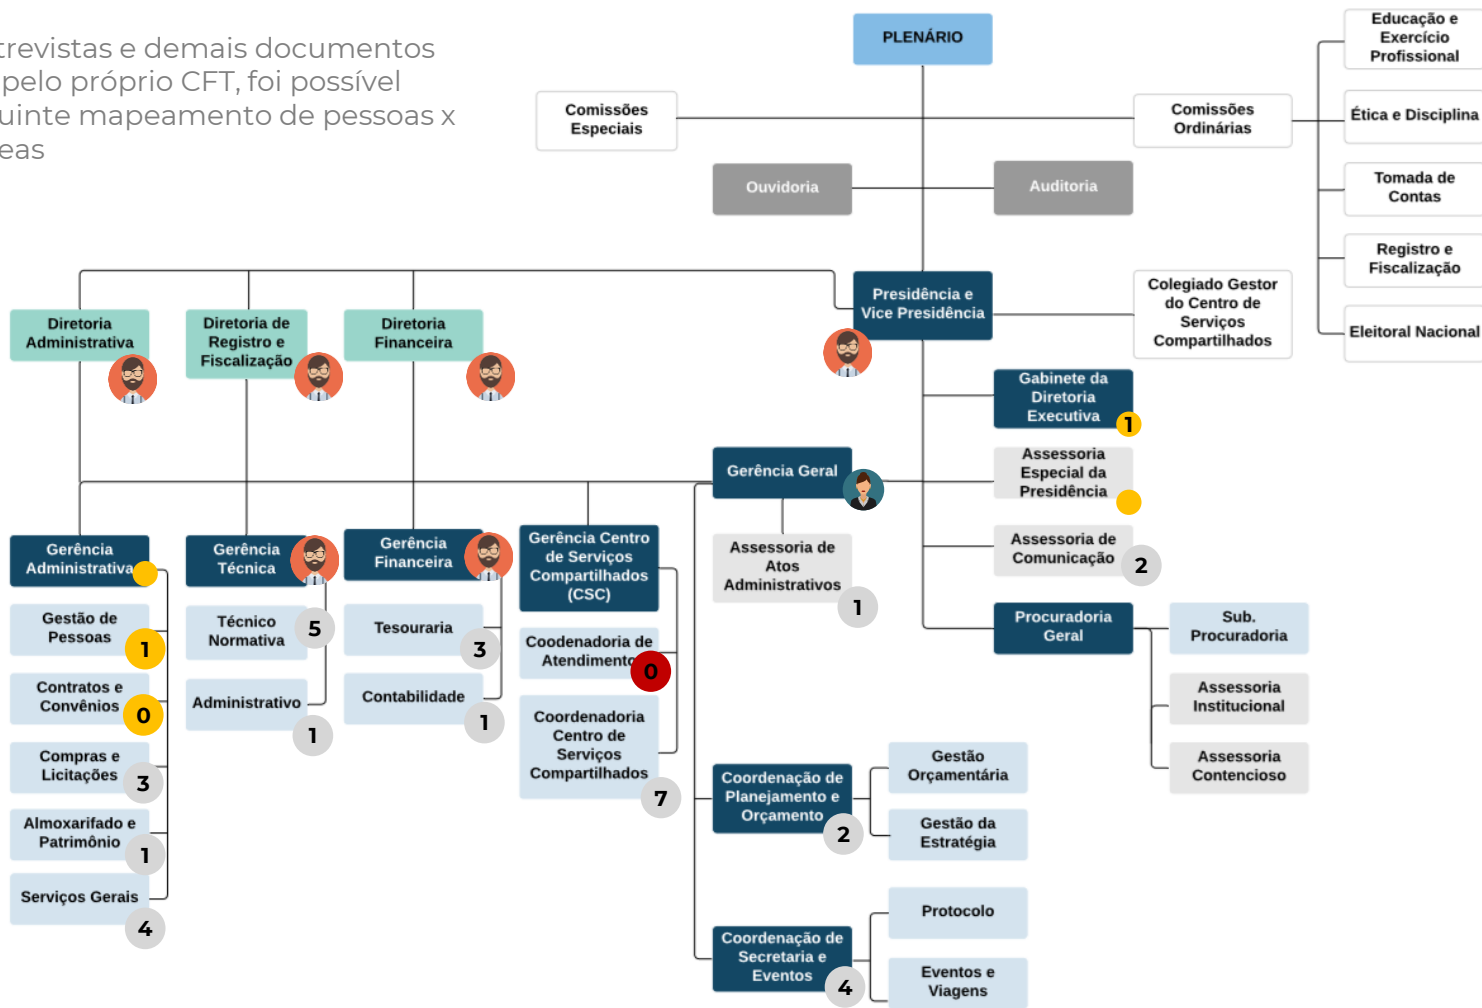 trevistas e demais documentos
pelo próprio CFT, foi possível
uinte mapeamento de pessoas x
eas
PLENÁRIO
Comissões
Especiais
Comissões
Ordinárias
Educação e
Exercício
Profissional
Ética e Disciplina
Tomada de
Contas
Registro e
Fiscalização
Eleitoral Nacional
Ouvidoria
Auditoria
Presidência e
Vice Presidência
Colegiado Gestor
do Centro de
Serviços
Compartilhados
Diretoria
Administrativa
Diretoria de
Registro e
Fiscalização
Diretoria
Financeira
Gabinete da
Diretoria
Executiva
1
Assessoria
Especial da
Presidência
Assessoria de
Comunicação
2
Gerência Geral
Assessoria de
Atos
Administrativos
1
Procuradoria
Geral
Sub.
Procuradoria
Assessoria
Institucional
Assessoria
Contencioso
Gerência
Administrativa
Gestão de
Pessoas
1
Contratos e
Convênios
0
Compras e
Licitações
3
Almoxarifado e
Patrimônio
1
Serviços Gerais
4
Gerência
Técnica
Técnico
Normativa
5
Administrativo
1
Gerência
Financeira
Tesouraria
3
Contabilidade
1
Gerência Centro
de Serviços
Compartilhados
(CSC)
Coodenadoria de
Atendimento
0
Coordenadoria
Centro de
Serviços
Compartilhados
7
Coordenação de
Planejamento e
Orçamento
2
Gestão
Orçamentária
Gestão da
Estratégia
Coordenação de
Secretaria e
Eventos
4
Protocolo
Eventos e
Viagens